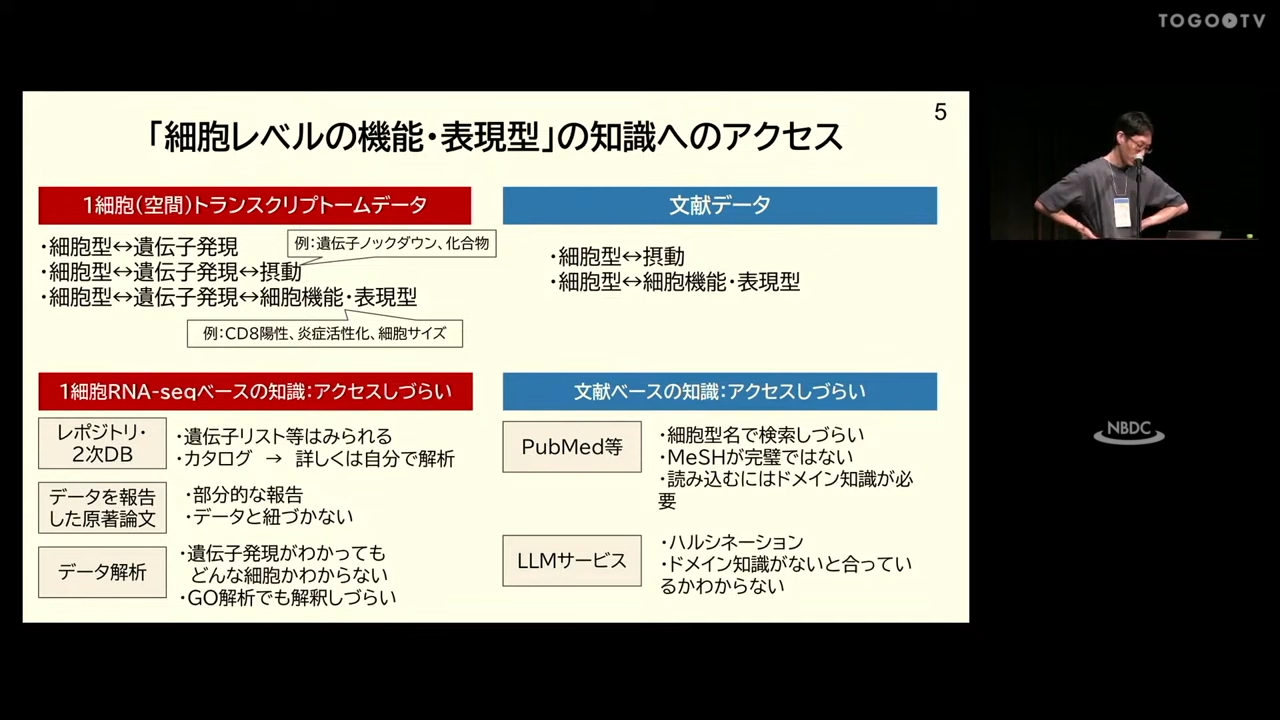 TOGOTV
5
「細胞レベルの機能・表現型」の知識へのアクセス
1細胞(空間)トランスクリプトームデータ
・細胞型↔遺伝子発現
例:遺伝子ノックダウン、化合物
・細胞型↔遺伝子発現↔摂動
・細胞型↔遺伝子発現↔細胞機能・表現型
例:CD8陽性、炎症活性化、細胞サイズ
文献データ
・細胞型↔摂動
・細胞型↔細胞機能・表現型
1細胞RNA-seqベースの知識:アクセスしづらい
レポジトリ・
2次DB
・遺伝子リスト等はみられる
・カタログ → 詳しくは自分で解析
データを報告
した原著論文
・部分的な報告
・データと紐づかない
データ解析
・遺伝子発現がわかっても
どんな細胞かわからない
・GO解析でも解釈しづらい
文献ベースの知識:アクセスしづらい
PubMed等
・細胞型名で検索しづらい
・MeSHが完璧ではない
・読み込むにはドメイン知識が必
要
LLMサービス
・ハルシネーション
・ドメイン知識がないと合ってい
るかわからない
NBDC